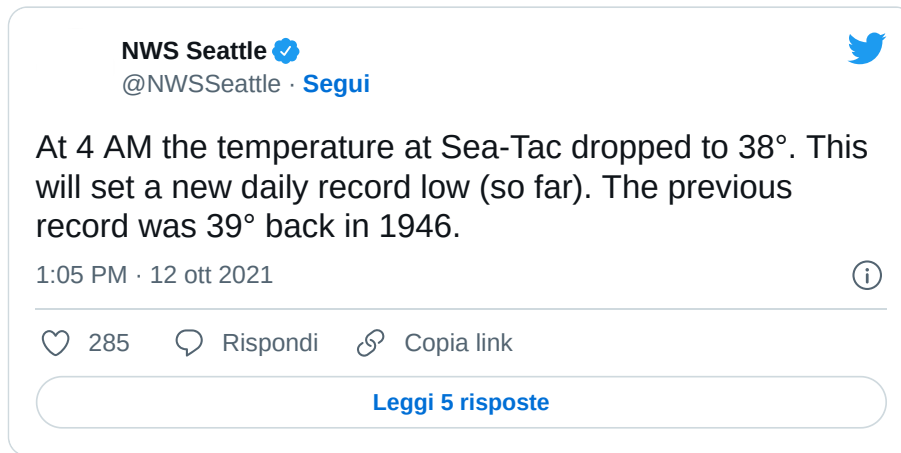 NWS Seattle
@NWSSeattle · Segui
At 4 AM the temperature at Sea-Tac dropped to 38°. This
will set a new daily record low (so far). The previous
record was 39° back in 1946.
1:05 PM · 12 ott 2021
285 Rispondi Copia link
Leggi 5 risposte